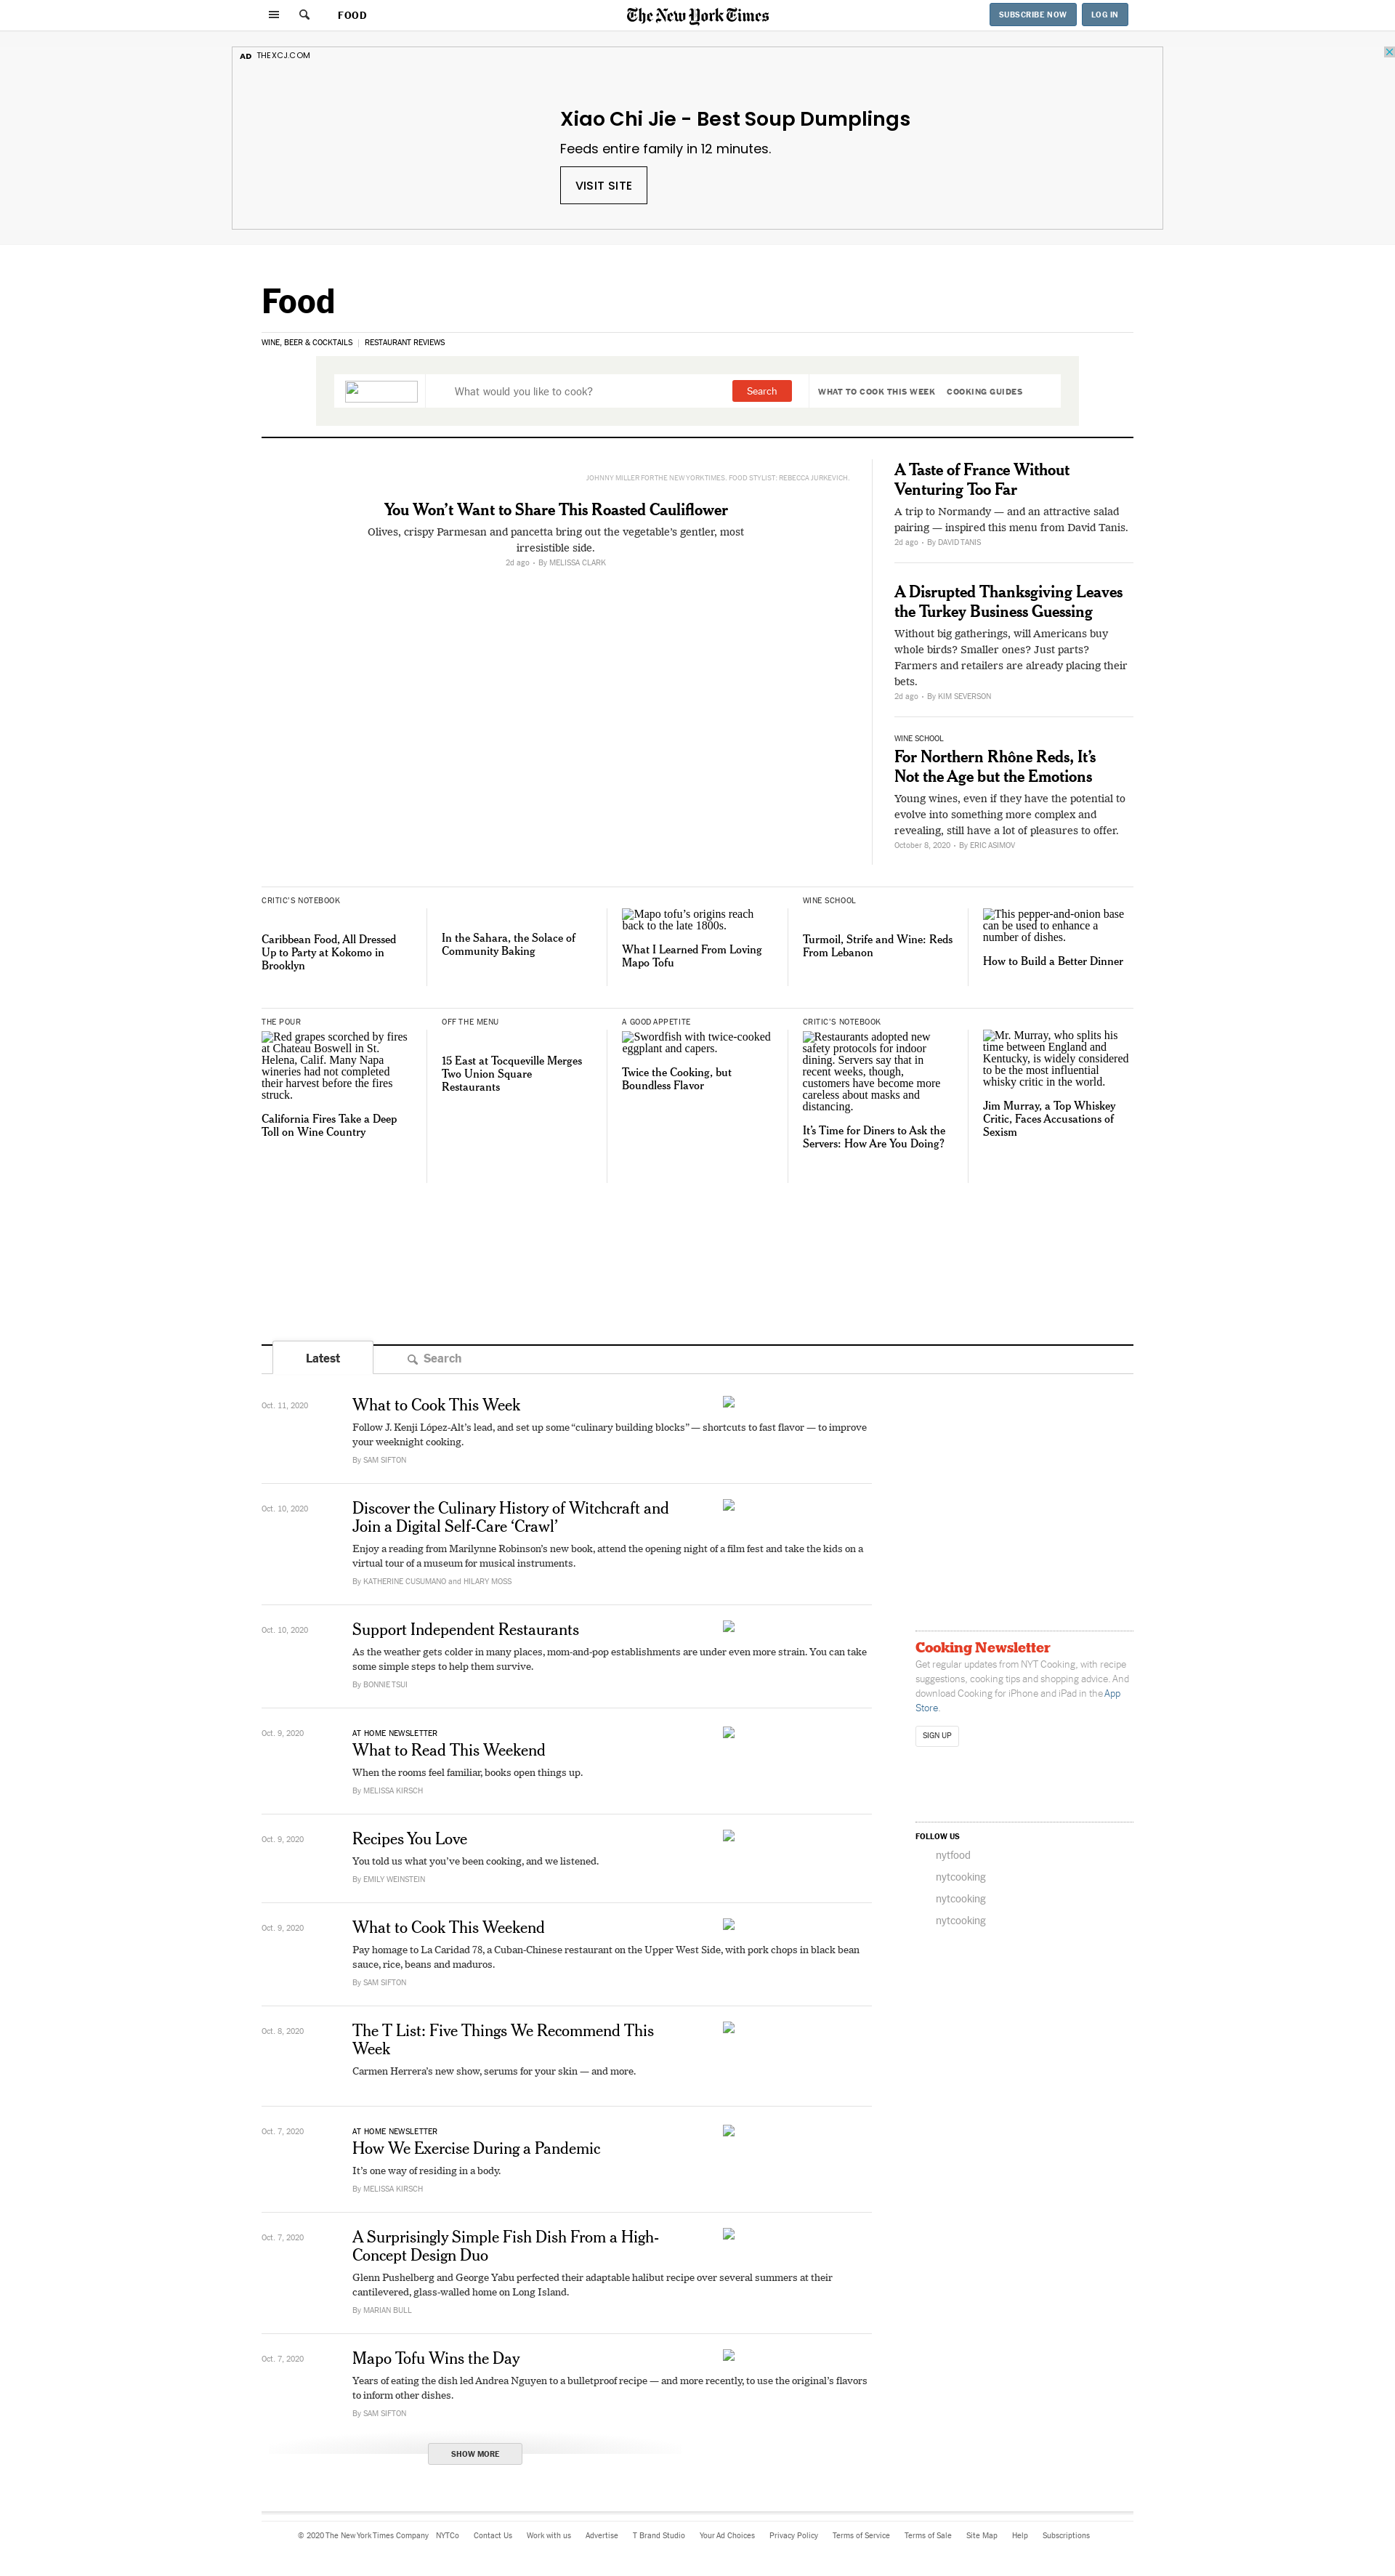 FOOD
The New York Times
SUBSCRIBE NOW
LOG IN
AD THEXCJ.COM
Xiao Chi Jie - Best Soup Dumplings
Feeds entire family in 12 minutes.
VISIT SITE
Food
WINE, BEER & COCKTAILS
RESTAURANT REVIEWS
What would you like to cook?
Search
WHAT TO COOK THIS WEEK
COOKING GUIDES
JOHNNY MILLER FOR THE NEW YORK TIMES. FOOD STYLIST: REBECCA JURKEVICH.
You Won’t Want to Share This Roasted Cauliflower
Olives, crispy Parmesan and pancetta bring out the vegetable’s gentler, most
irresistible side.
2d ago • By MELISSA CLARK
A Taste of France Without
Venturing Too Far
A trip to Normandy — and an attractive salad
pairing — inspired this menu from David Tanis.
2d ago • By DAVID TANIS
A Disrupted Thanksgiving Leaves
the Turkey Business Guessing
Without big gatherings, will Americans buy
whole birds? Smaller ones? Just parts?
Farmers and retailers are already placing their
bets.
2d ago • By KIM SEVERSON
WINE SCHOOL
For Northern Rhône Reds, It’s
Not the Age but the Emotions
Young wines, even if they have the potential to
evolve into something more complex and
revealing, still have a lot of pleasures to offer.
October 8, 2020 • By ERIC ASIMOV
CRITIC’S NOTEBOOK
Caribbean Food, All Dressed
Up to Party at Kokomo in
Brooklyn
In the Sahara, the Solace of
Community Baking
Mapo tofu’s origins reach
back to the late 1800s.
What I Learned From Loving
Mapo Tofu
WINE SCHOOL
Turmoil, Strife and Wine: Reds
From Lebanon
This pepper-and-onion base
can be used to enhance a
number of dishes.
How to Build a Better Dinner
THE POUR
Red grapes scorched by fires
at Chateau Boswell in St.
Helena, Calif. Many Napa
wineries had not completed
their harvest before the fires
struck.
California Fires Take a Deep
Toll on Wine Country
OFF THE MENU
15 East at Tocqueville Merges
Two Union Square
Restaurants
A GOOD APPETITE
Swordfish with twice-cooked
eggplant and capers.
Twice the Cooking, but
Boundless Flavor
CRITIC’S NOTEBOOK
Restaurants adopted new
safety protocols for indoor
dining. Servers say that in
recent weeks, though,
customers have become more
careless about masks and
distancing.
It’s Time for Diners to Ask the
Servers: How Are You Doing?
Mr. Murray, who splits his
time between England and
Kentucky, is widely considered
to be the most influential
whisky critic in the world.
Jim Murray, a Top Whiskey
Critic, Faces Accusations of
Sexism
Latest
Search
Oct. 11, 2020
What to Cook This Week
Follow J. Kenji López-Alt’s lead, and set up some “culinary building blocks” — shortcuts to fast flavor — to improve
your weeknight cooking.
By SAM SIFTON
Oct. 10, 2020
Discover the Culinary History of Witchcraft and
Join a Digital Self-Care ‘Crawl’
Enjoy a reading from Marilynne Robinson’s new book, attend the opening night of a film fest and take the kids on a
virtual tour of a museum for musical instruments.
By KATHERINE CUSUMANO and HILARY MOSS
Oct. 10, 2020
Support Independent Restaurants
As the weather gets colder in many places, mom-and-pop establishments are under even more strain. You can take
some simple steps to help them survive.
By BONNIE TSUI
Oct. 9, 2020
AT HOME NEWSLETTER
What to Read This Weekend
When the rooms feel familiar, books open things up.
By MELISSA KIRSCH
Oct. 9, 2020
Recipes You Love
You told us what you’ve been cooking, and we listened.
By EMILY WEINSTEIN
Oct. 9, 2020
What to Cook This Weekend
Pay homage to La Caridad 78, a Cuban-Chinese restaurant on the Upper West Side, with pork chops in black bean
sauce, rice, beans and maduros.
By SAM SIFTON
Oct. 8, 2020
The T List: Five Things We Recommend This
Week
Carmen Herrera’s new show, serums for your skin — and more.
Oct. 7, 2020
AT HOME NEWSLETTER
How We Exercise During a Pandemic
It’s one way of residing in a body.
By MELISSA KIRSCH
Oct. 7, 2020
A Surprisingly Simple Fish Dish From a High-
Concept Design Duo
Glenn Pushelberg and George Yabu perfected their adaptable halibut recipe over several summers at their
cantilevered, glass-walled home on Long Island.
By MARIAN BULL
Oct. 7, 2020
Mapo Tofu Wins the Day
Years of eating the dish led Andrea Nguyen to a bulletproof recipe — and more recently, to use the original’s flavors
to inform other dishes.
By SAM SIFTON
SHOW MORE
Cooking Newsletter
Get regular updates from NYT Cooking, with recipe
suggestions, cooking tips and shopping advice. And
download Cooking for iPhone and iPad in the App
Store.
SIGN UP
FOLLOW US
nytfood
nytcooking
nytcooking
nytcooking
© 2020 The New York Times Company NYTCo Contact Us Work with us Advertise T Brand Studio Your Ad Choices Privacy Policy Terms of Service Terms of Sale Site Map Help Subscriptions